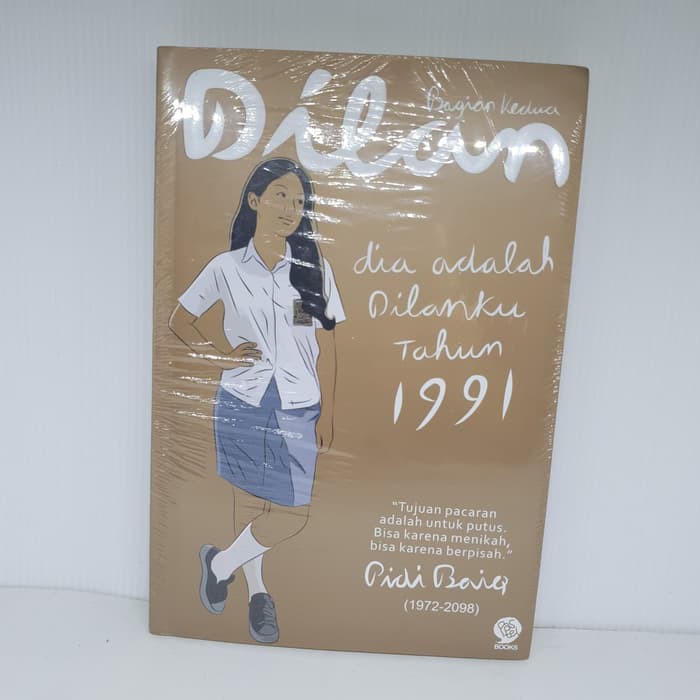 Bagian Kedua
Dilan
dia adalah
Dilanku
Tahun
1991
"Tujuan pacaran
adalah untuk putus.
Bisa karena menikah,
bisa karena berpisah."
Pidi Baiq
(1972-2098)
BOOKS